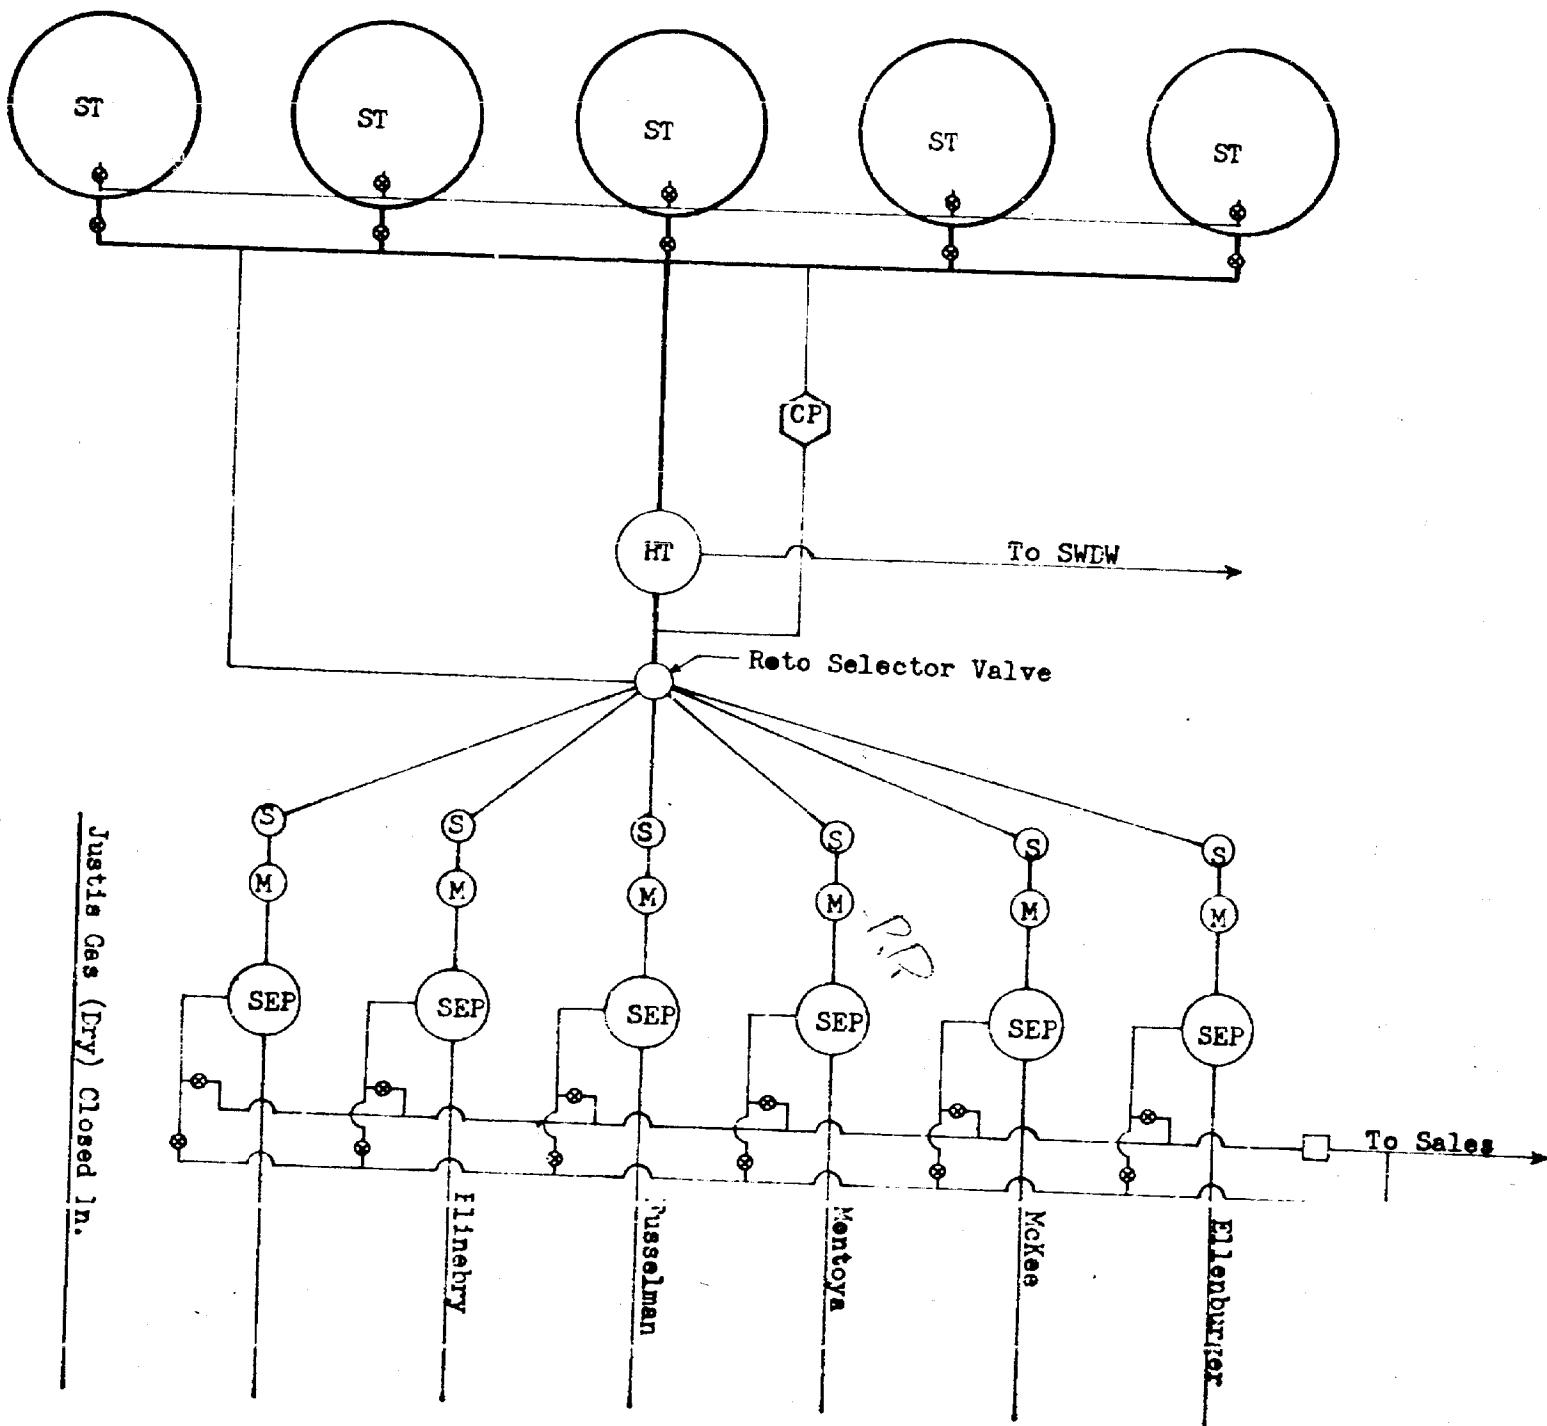 ST
ST
ST
ST
ST
CP
HT
To SWDW
Roto Selector Valve
S
S
S
S
S
S
M
M
M
M
M
M
P.R
SEP
SEP
SEP
SEP
SEP
SEP
To Sales
Justis Gas (Dry) Closed In.
Blinebry
Fusselman
Montoya
McKee
Ellenburger